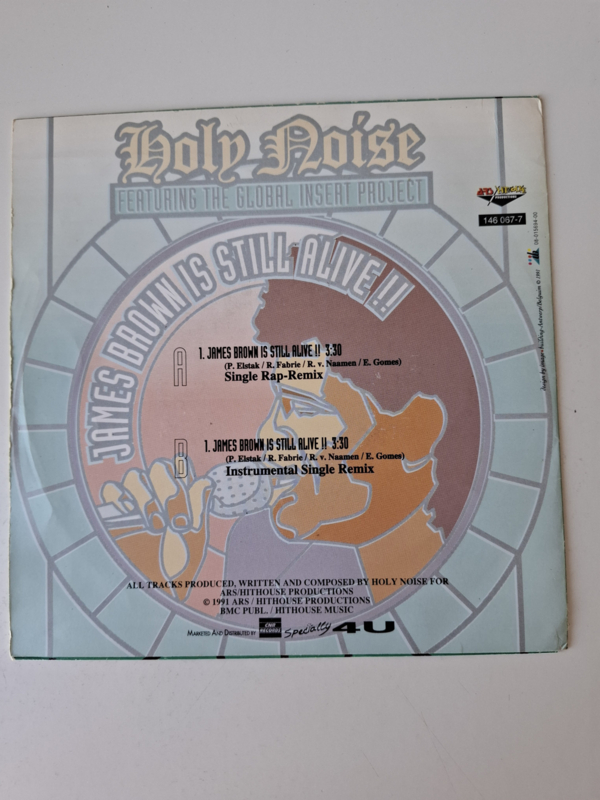 Holy Noise
FEATURING THE GLOBAL INSERT PROJECT
146 067-7
JAMES BROWN IS STILL ALIVE !!
A
1. JAMES BROWN IS STILL ALIVE !! 3:30
(P. Elstak / R. Fabrie / R. v. Naamen / E. Gomes)
Single Rap-Remix
B
1. JAMES BROWN IS STILL ALIVE !! 3:30
(P. Elstak / R. Fabrie / R. v. Naamen / E. Gomes)
Instrumental Single Remix
ALL TRACKS PRODUCED, WRITTEN AND COMPOSED BY HOLY NOISE FOR
ARS/HITHOUSE PRODUCTIONS
© 1991 ARS / HITHOUSE PRODUCTIONS
BMC PUBL. / HITHOUSE MUSIC
MARKETED AND DISTRIBUTED BY CNR RECORDS Specially 4U